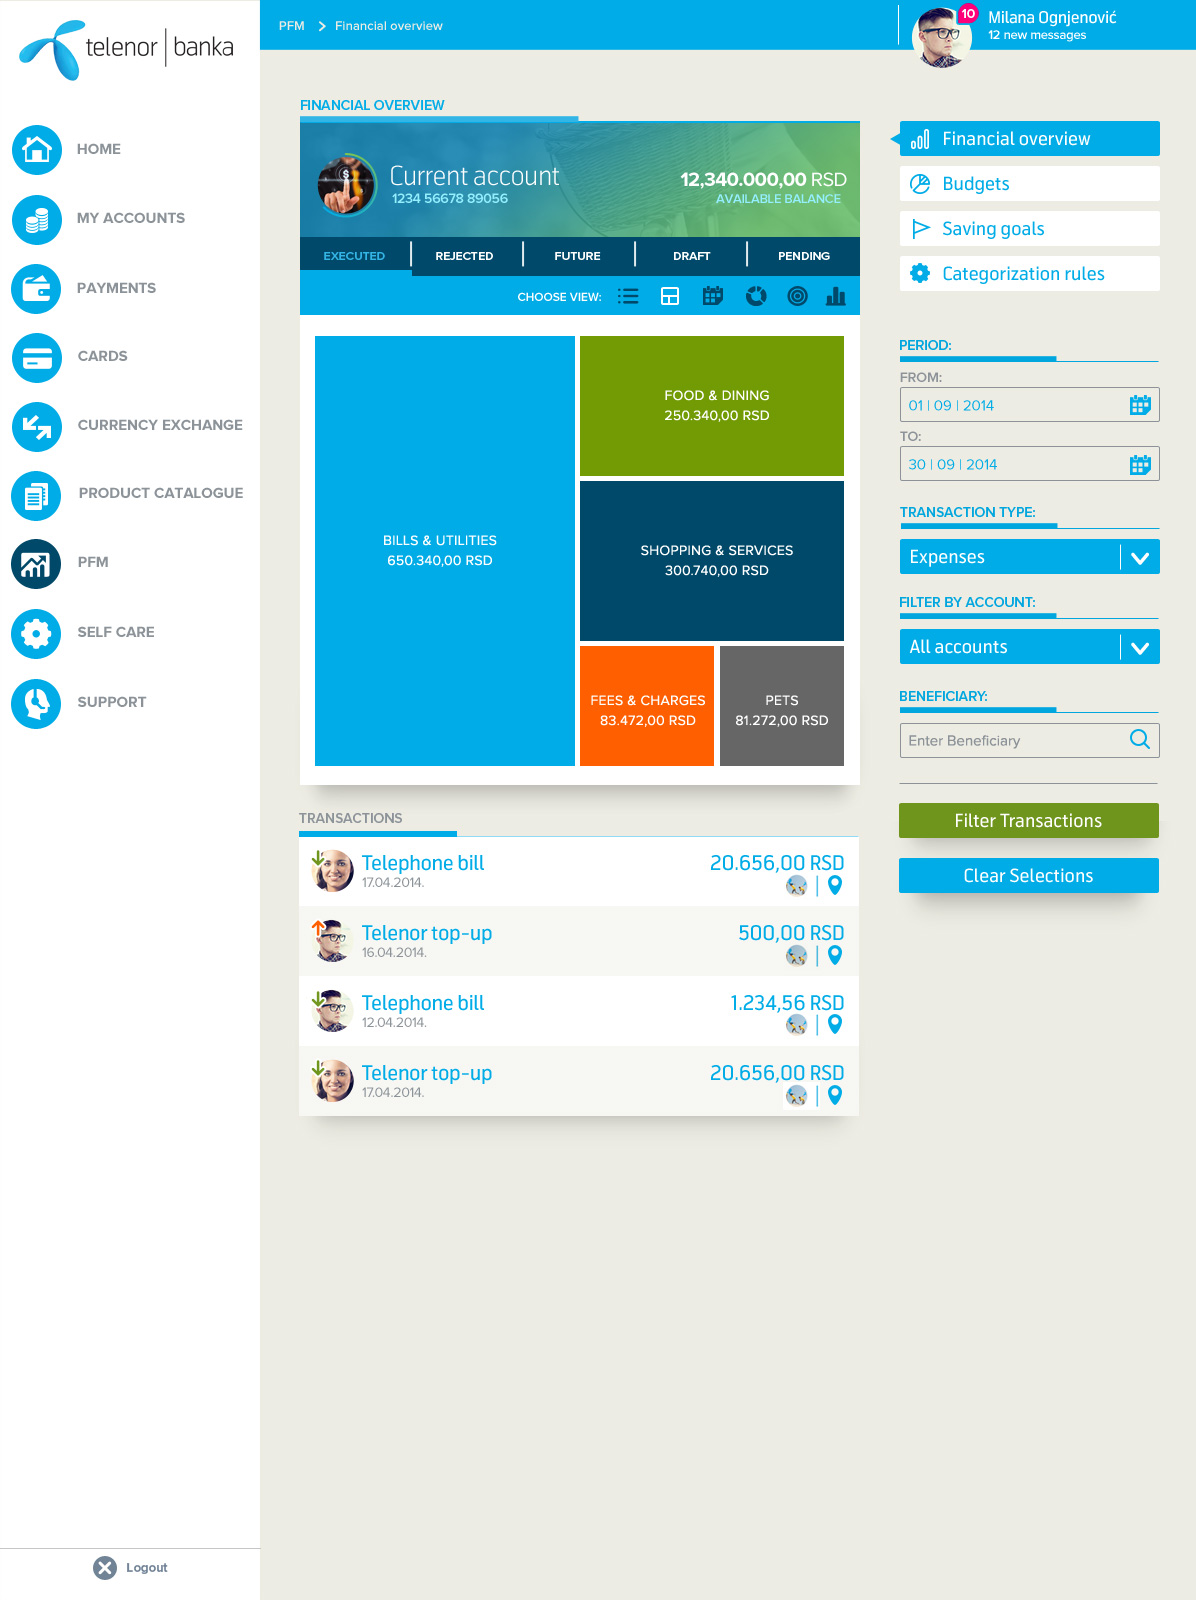 telenor | banka
HOME
MY ACCOUNTS
PAYMENTS
CARDS
CURRENCY EXCHANGE
PRODUCT CATALOGUE
PFM
SELF CARE
SUPPORT
Logout
PFM > Financial overview
10
Milana Ognjenović
12 new messages
FINANCIAL OVERVIEW
Current account
1234 56678 89056
12,340.000,00 RSD
AVAILABLE BALANCE
EXECUTED
REJECTED
FUTURE
DRAFT
PENDING
CHOOSE VIEW:
BILLS & UTILITIES
650.340,00 RSD
FOOD & DINING
250.340,00 RSD
SHOPPING & SERVICES
300.740,00 RSD
FEES & CHARGES
83.472,00 RSD
PETS
81.272,00 RSD
TRANSACTIONS
Telephone bill
17.04.2014.
20.656,00 RSD
Telenor top-up
16.04.2014.
500,00 RSD
Telephone bill
12.04.2014.
1.234,56 RSD
Telenor top-up
17.04.2014.
20.656,00 RSD
Financial overview
Budgets
Saving goals
Categorization rules
PERIOD:
FROM:
01 | 09 | 2014
TO:
30 | 09 | 2014
TRANSACTION TYPE:
Expenses
FILTER BY ACCOUNT:
All accounts
BENEFICIARY:
Enter Beneficiary
Filter Transactions
Clear Selections